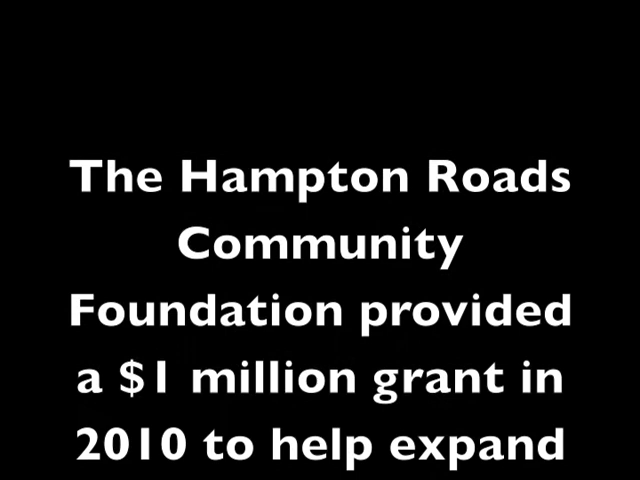 The Hampton Roads
Community
Foundation provided
a $1 million grant in
2010 to help expand